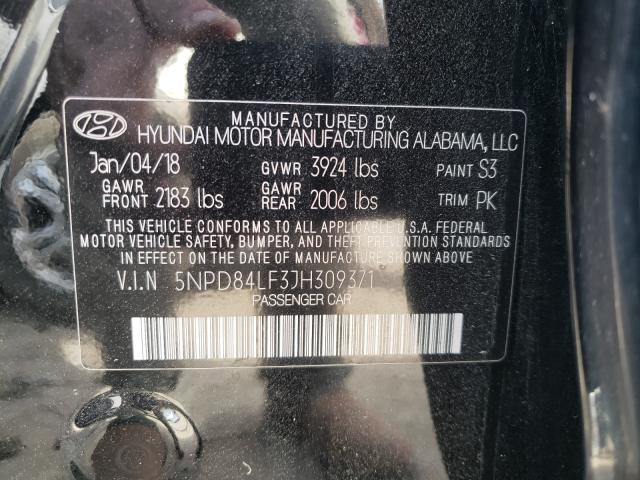 MANUFACTURED BY
HYUNDAI MOTOR MANUFACTURING ALABAMA, LLC
Jan/04/18 GVWR 3924 lbs PAINT S3
GAWR FRONT 2183 lbs GAWR REAR 2006 lbs TRIM PK
THIS VEHICLE CONFORMS TO ALL APPLICABLE U.S.A. FEDERAL
MOTOR VEHICLE SAFETY, BUMPER, AND THEFT PREVENTION STANDARDS
IN EFFECT ON THE DATE OF MANUFACTURE SHOWN ABOVE.
V.I.N 5NPD84LF3JH309371
PASSENGER CAR